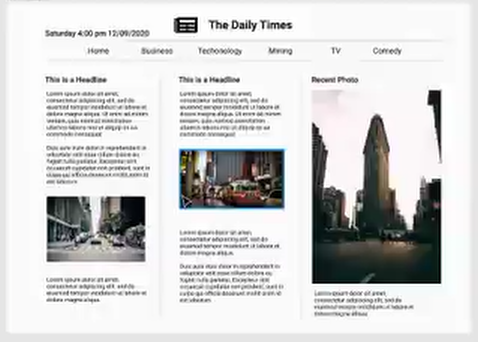 The Daily Times
Saturday 4:00 pm 12/09/2020
Home Business Techonology Mining TV Comedy
This is a Headline
Lorem ipsum dolor sit amet,
consectetur adipiscing elit, sed do
eiusmod tempor incididunt ut labore et
dolore magna aliqua. Ut enim ad minim
veniam, quis nostrud exercitation
ullamco laboris nisi ut aliquip ex ea
commodo consequat
Duis aute irure dolor in reprehenderit in
voluptate velit esse cillum dolore eu
fugiat nulla pariatur. Excepteur sint
occaecat cupidatat non proident, sunt in
culpa qui officia deserunt mollit anim id
est laborum
Lorem ipsum dolor sit amet,
consectetur adipiscing elit, sed do
eiusmod tempor incididunt ut labore et
dolore magna aliqua.
This is a Headline
Lorem ipsum dolor sit amet,
consectetur adipiscing elit, sed do
eiusmod tempor incididunt ut labore et
dolore magna aliqua. Ut enim ad minim
veniam, quis nostrud exercitation
ullamco laboris nisi ut aliquip ex ea
commodo consequat
Lorem ipsum dolor sit amet,
consectetur adipiscing elit, sed do
eiusmod tempor incididunt ut labore et
dolore magna aliqua.
Duis aute irure dolor in reprehenderit in
voluptate velit esse cillum dolore eu
fugiat nulla pariatur. Excepteur sint
occaecat cupidatat non proident, sunt in
culpa qui officia deserunt mollit anim id
est laborum
Recent Photo
Lorem ipsum dolor sit amet,
consectetur adipiscing elit, sed do
eiusmod tempor incididunt ut labore et
dolore magna aliqua.